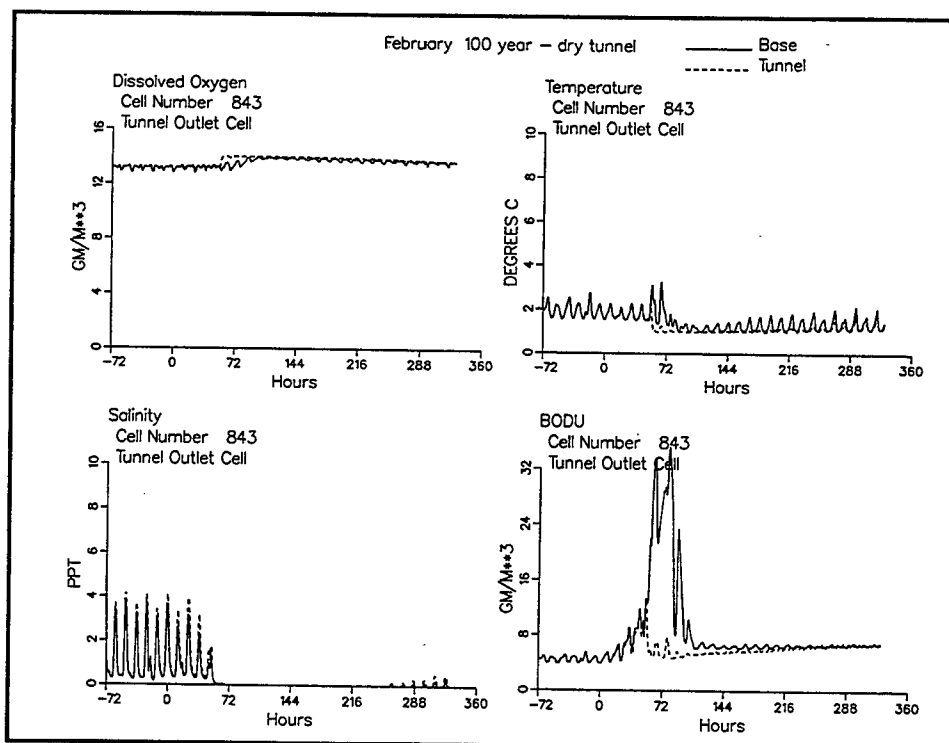 February 100 year – dry tunnel
Base
Tunnel
Dissolved Oxygen
Cell Number 843
Tunnel Outlet Cell
GM/M**3
16
12
8
4
0
-72 0 72 144 216 288 360
Hours
Temperature
Cell Number 843
Tunnel Outlet Cell
DEGREES C
10
8
6
4
2
0
-72 0 72 144 216 288 360
Hours
Salinity
Cell Number 843
Tunnel Outlet Cell
PPT
10
8
6
4
2
0
-72 0 72 144 216 288 360
Hours
BODU
Cell Number 843
Tunnel Outlet Cell
GM/M**3
32
24
16
8
0
-72 0 72 144 216 288 360
Hours